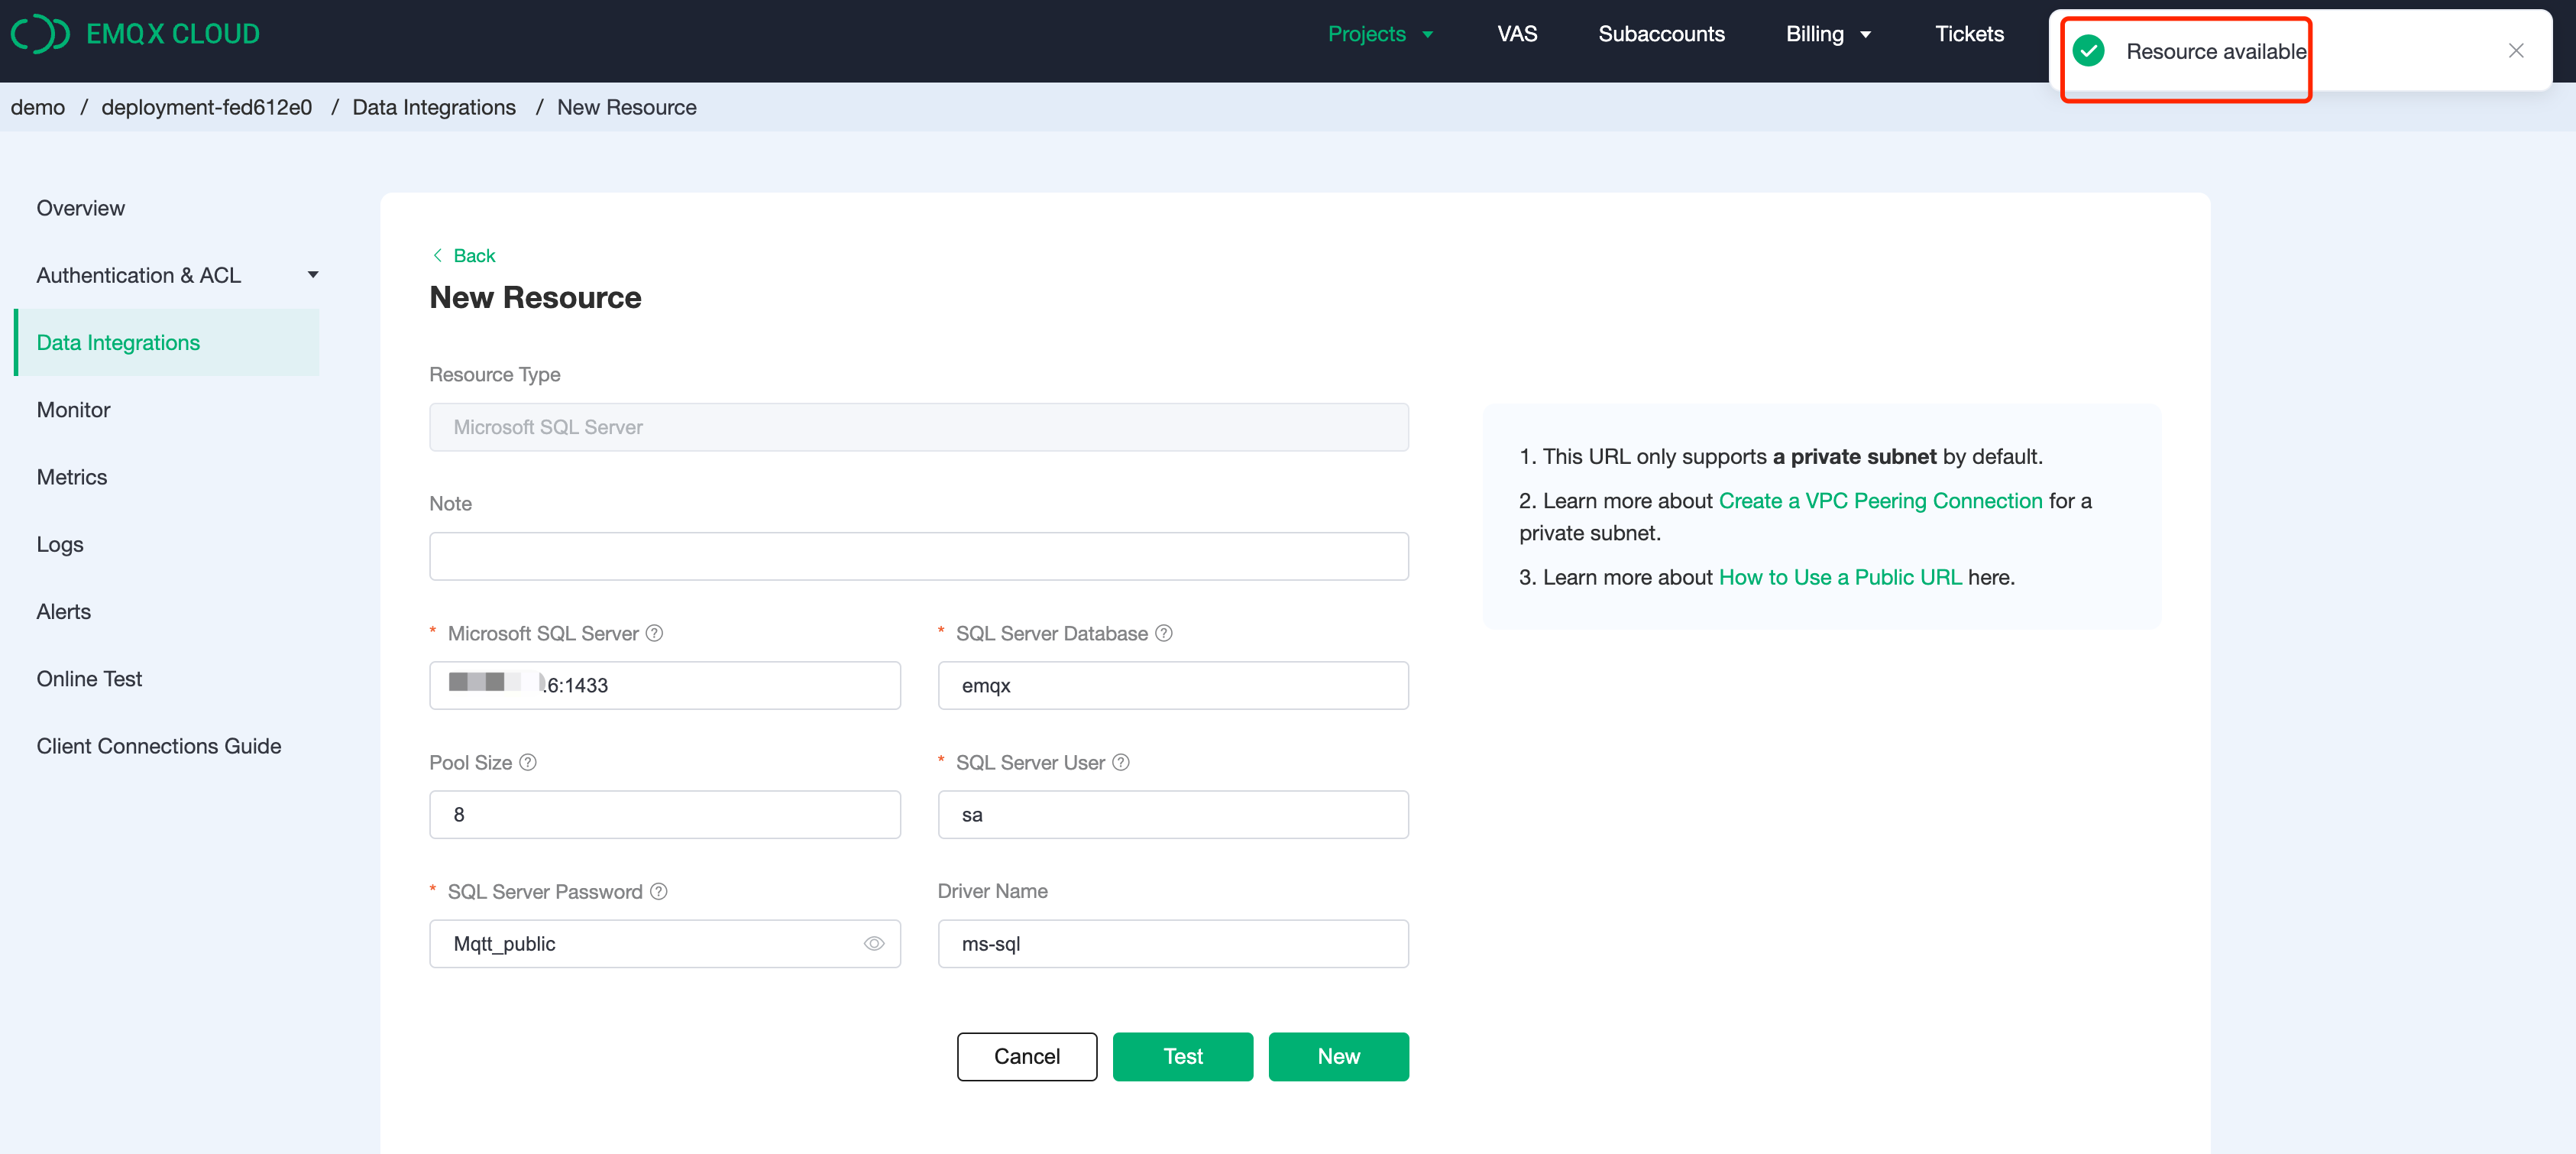 EMQX CLOUD
Projects
VAS
Subaccounts
Billing
Tickets
Resource available
demo / deployment-fed612e0 / Data Integrations / New Resource
Overview
Authentication & ACL
Data Integrations
Monitor
Metrics
Logs
Alerts
Online Test
Client Connections Guide
Back
New Resource
Resource Type
Microsoft SQL Server
Note
* Microsoft SQL Server ?
.6:1433
* SQL Server Database ?
emqx
Pool Size ?
8
* SQL Server User ?
sa
* SQL Server Password ?
Mqtt_public
Driver Name
ms-sql
Cancel
Test
New
1. This URL only supports a private subnet by default.
2. Learn more about Create a VPC Peering Connection for a
private subnet.
3. Learn more about How to Use a Public URL here.